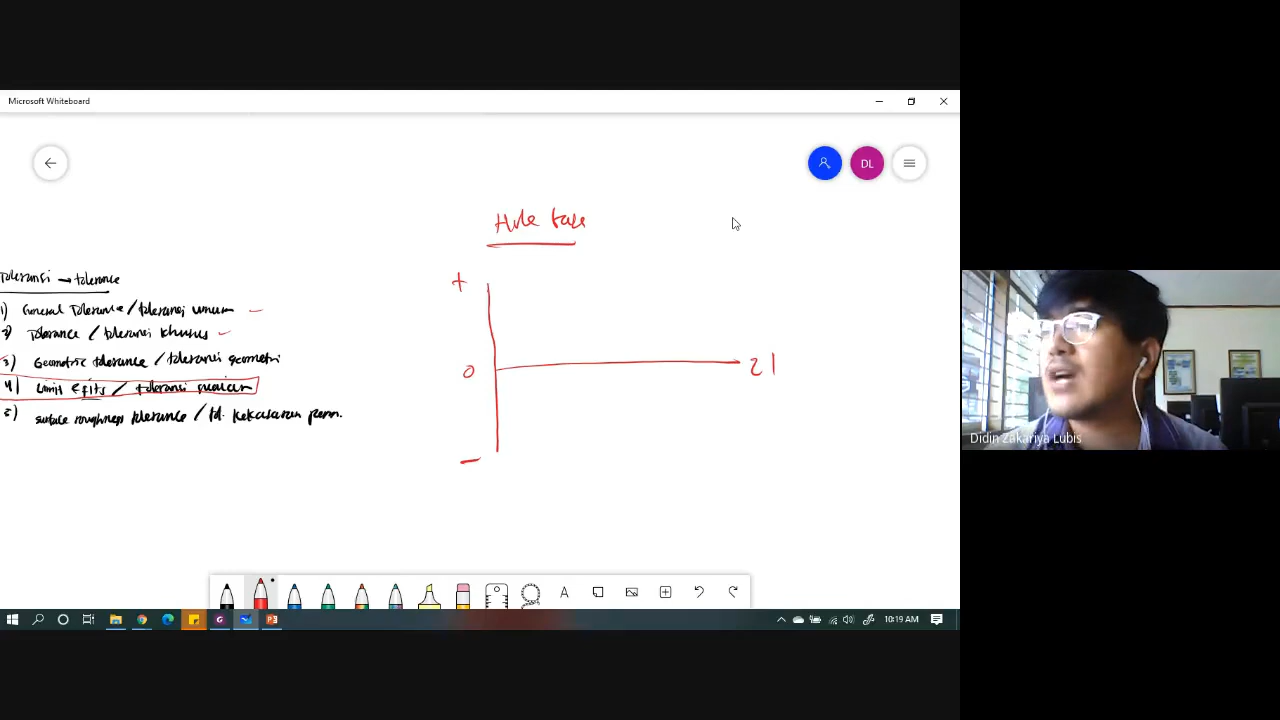 Microsoft Whiteboard
DL
Hole base
Toleransi → tolerance
1) General Tolerance / toleransi umum
2) Tolerance / toleransi khusus
3) Geometric tolerance / toleransi geometri
4) Limit & fits / toleransi suaian
5) surface roughness tolerance / tol. kekasaran perm.
+
0
21
−
Didin Zakariya Lubis
A
10:19 AM